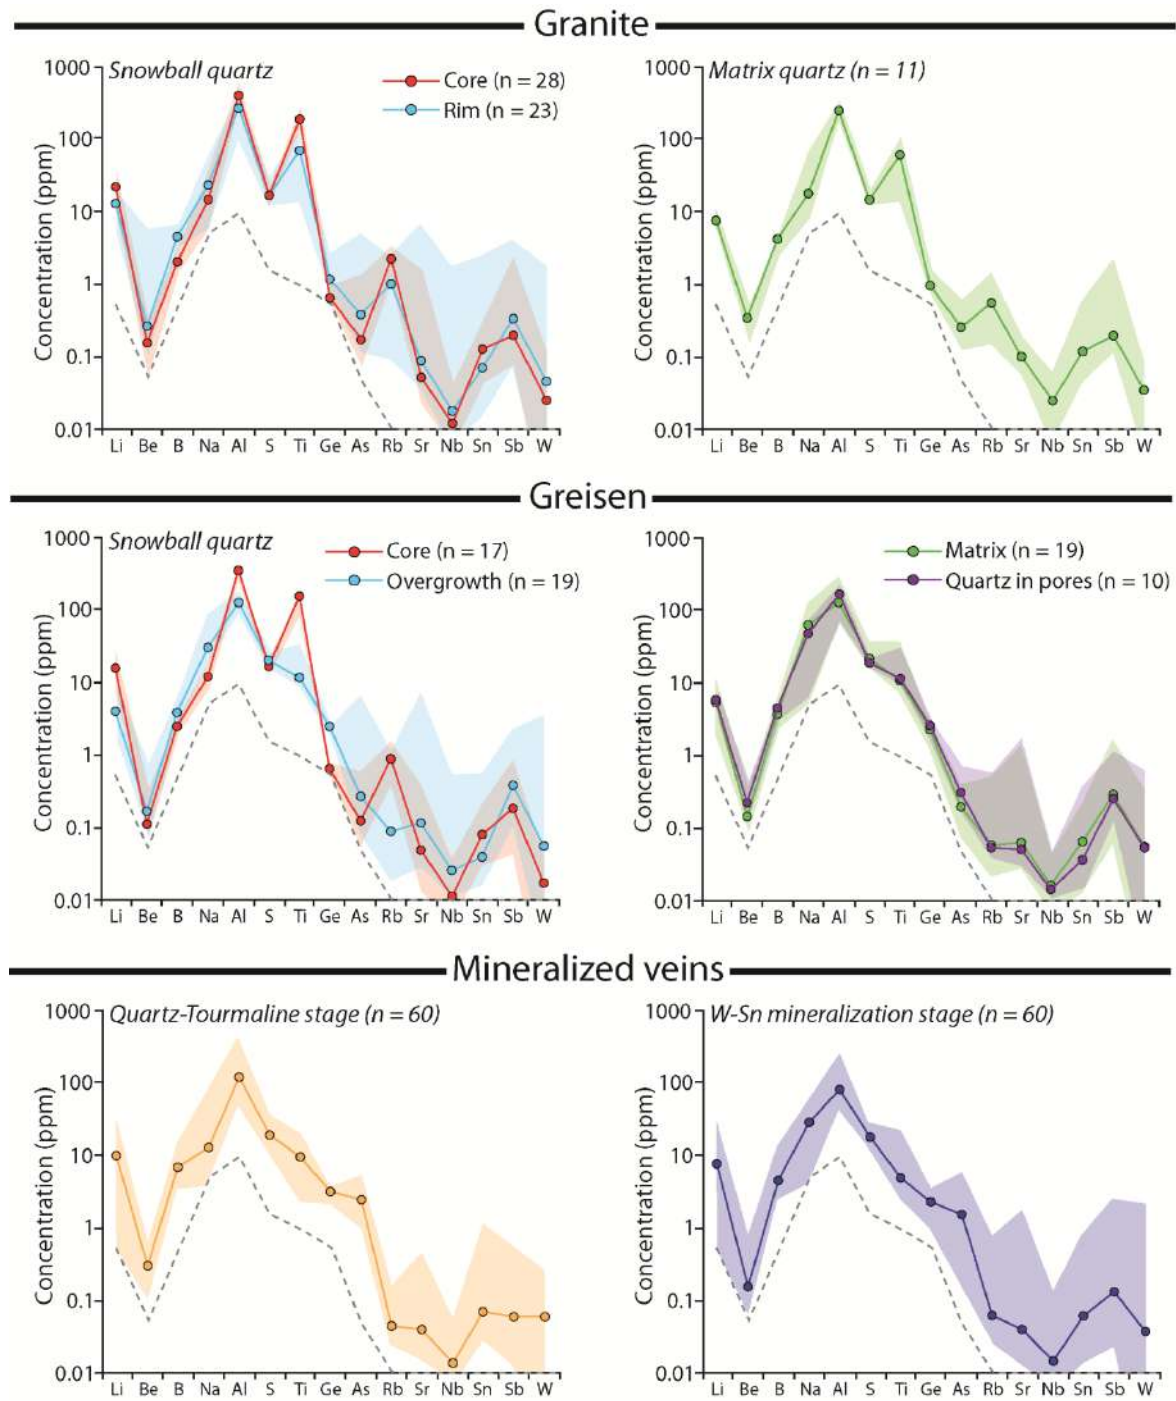 Granite
Snowball quartz
Core (n = 28)
Rim (n = 23)
Concentration (ppm)
1000
100
10
1
0.1
0.01
Li Be B Na Al S Ti Ge As Rb Sr Nb Sn Sb W
Matrix quartz (n = 11)
Concentration (ppm)
1000
100
10
1
0.1
0.01
Li Be B Na Al S Ti Ge As Rb Sr Nb Sn Sb W
Greisen
Snowball quartz
Core (n = 17)
Overgrowth (n = 19)
Concentration (ppm)
1000
100
10
1
0.1
0.01
Li Be B Na Al S Ti Ge As Rb Sr Nb Sn Sb W
Matrix (n = 19)
Quartz in pores (n = 10)
Concentration (ppm)
1000
100
10
1
0.1
0.01
Li Be B Na Al S Ti Ge As Rb Sr Nb Sn Sb W
Mineralized veins
Quartz-Tourmaline stage (n = 60)
Concentration (ppm)
1000
100
10
1
0.1
0.01
Li Be B Na Al S Ti Ge As Rb Sr Nb Sn Sb W
W-Sn mineralization stage (n = 60)
Concentration (ppm)
1000
100
10
1
0.1
0.01
Li Be B Na Al S Ti Ge As Rb Sr Nb Sn Sb W